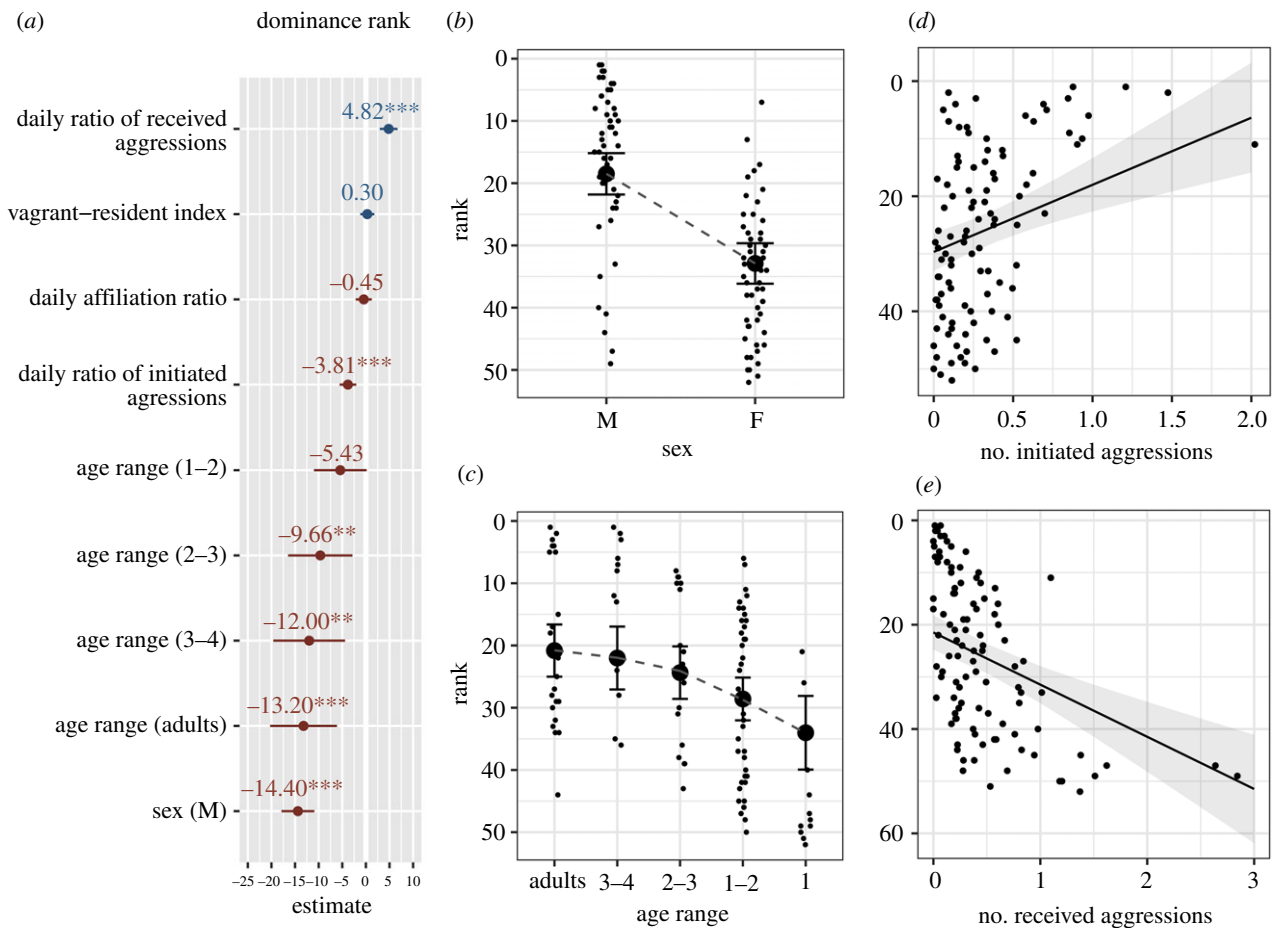 (a)
dominance rank
daily ratio of received
aggressions
4.82***
vagrant–resident index
0.30
daily affiliation ratio
–0.45
daily ratio of initiated
agressions
–3.81***
age range (1–2)
–5.43
age range (2–3)
–9.66**
age range (3–4)
–12.00**
age range (adults)
–13.20***
sex (M)
–14.40***
–25 –20 –15 –10 –5 0 5 10
estimate
(b)
rank
0
10
20
30
40
50
M F
sex
(c)
rank
0
10
20
30
40
50
adults 3–4 2–3 1–2 1
age range
(d)
0
20
40
0 0.5 1.0 1.5 2.0
no. initiated aggressions
(e)
0
20
40
60
0 1 2 3
no. received aggressions